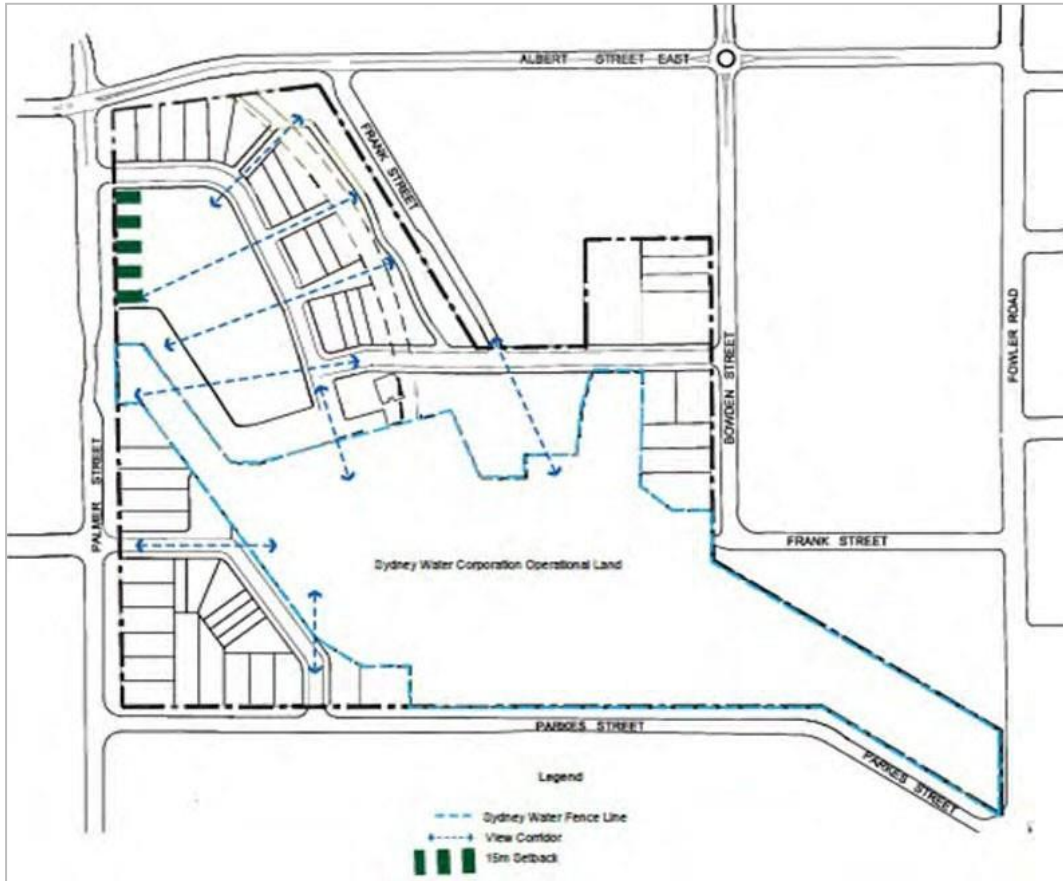 ALBERT STREET EAST
FRANK STREET
FOWLER ROAD
BOWDEN STREET
PALMER STREET
FRANK STREET
Sydney Water Corporation Operational Land
PARKES STREET
PARKES STREET
Legend
Sydney Water Fence Line
View Corridor
15m Setback